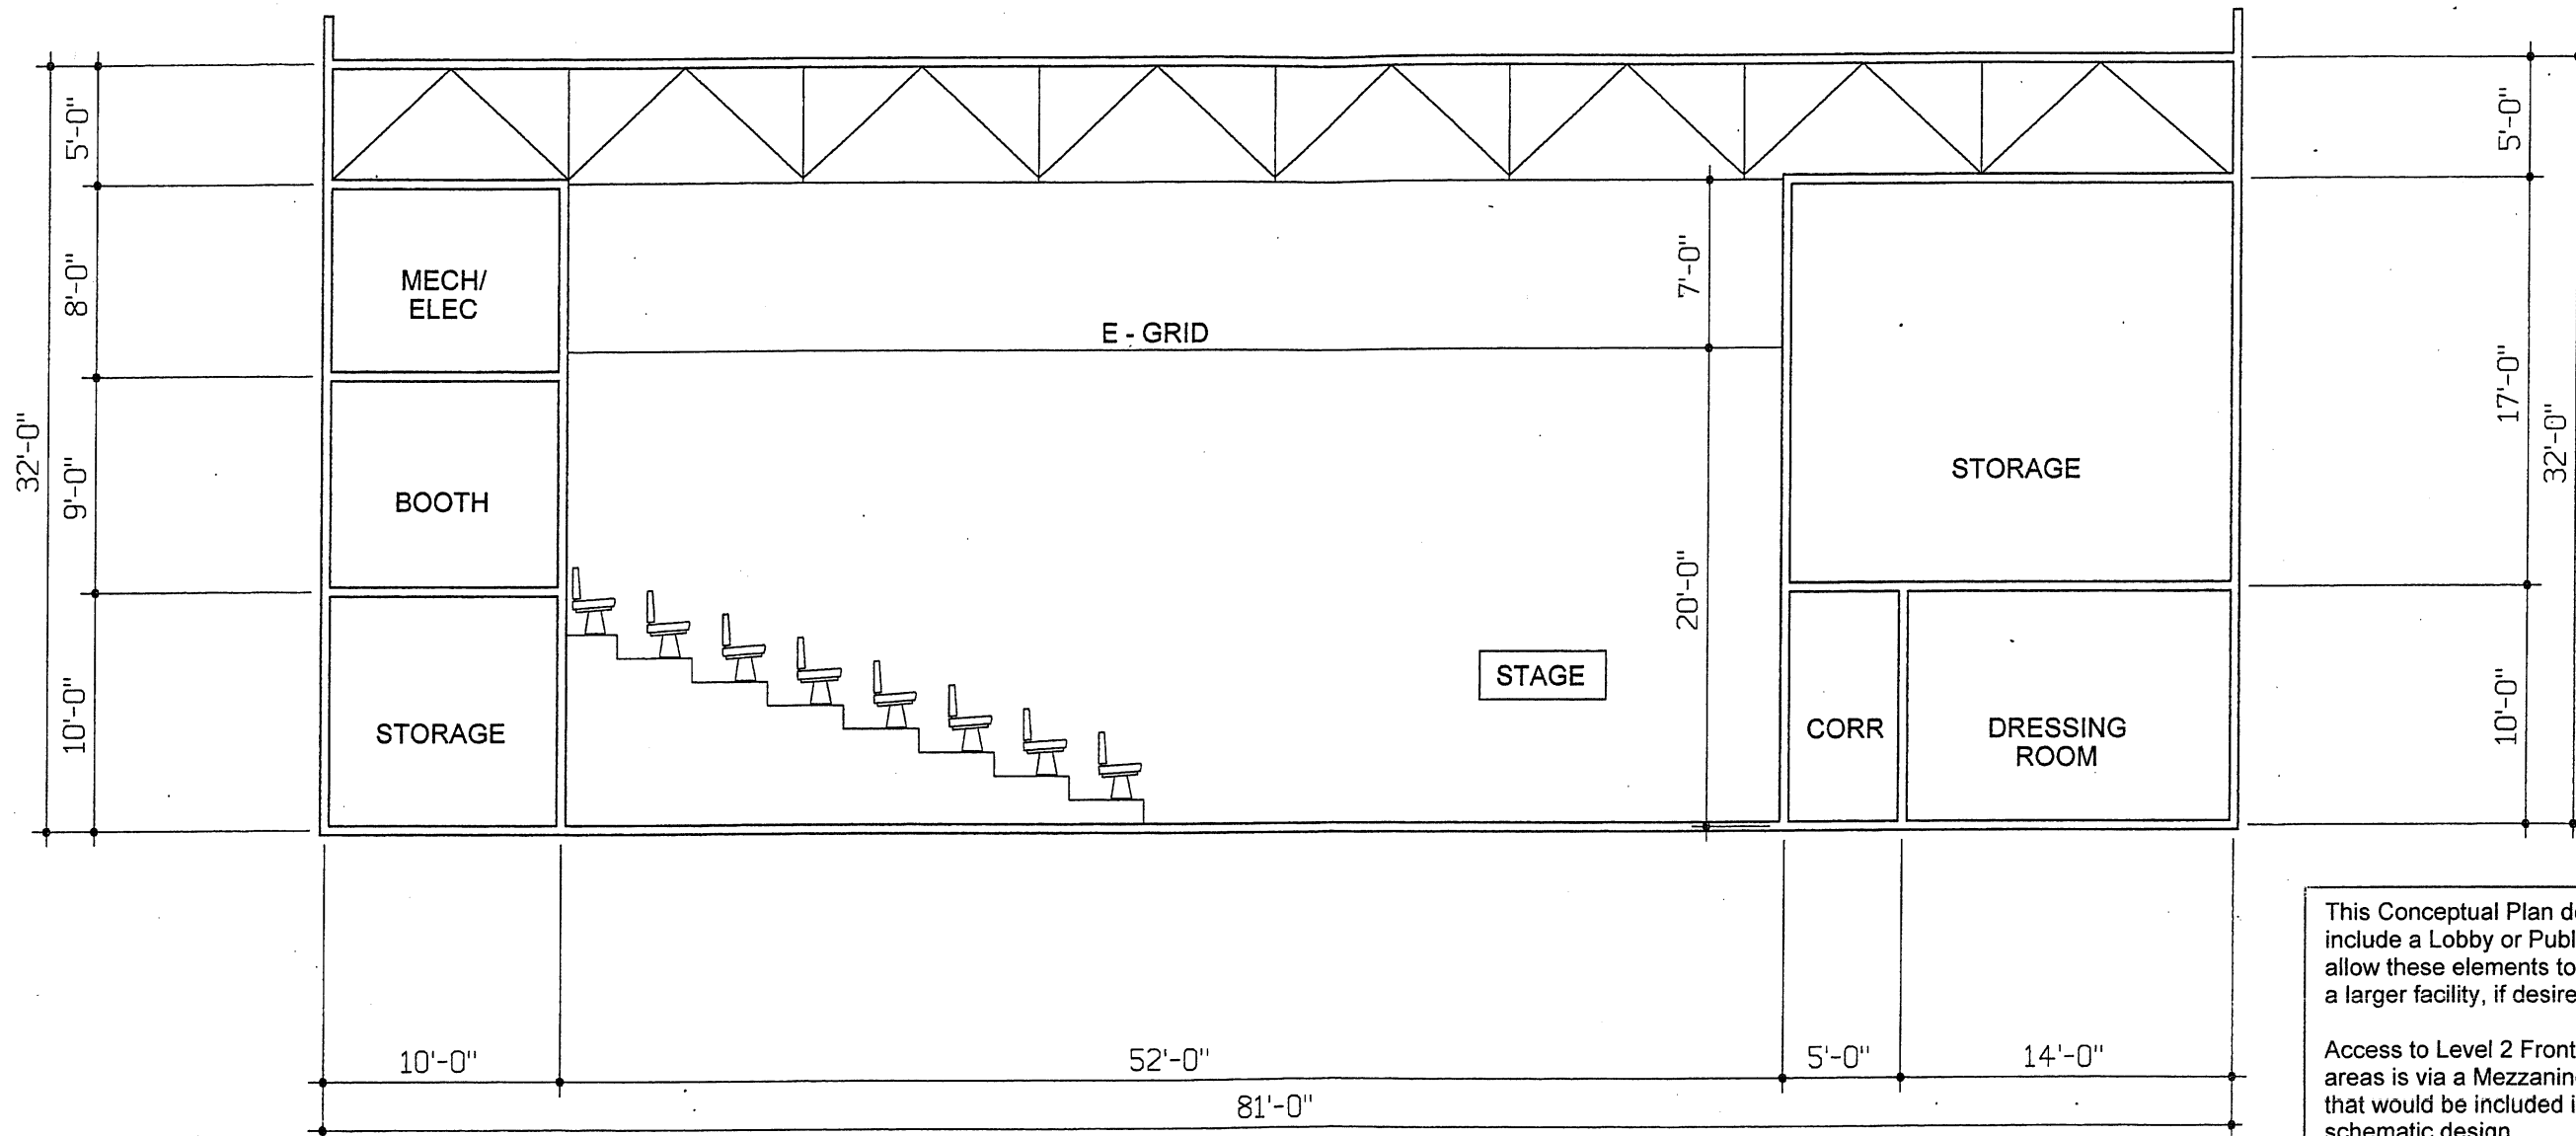 5'-0"
5'-0"
8'-0"
MECH/
ELEC
7'-0"
E - GRID
17'-0"
32'-0"
9'-0"
BOOTH
STORAGE
32'-0"
20'-0"
STAGE
10'-0"
STORAGE
CORR
DRESSING
ROOM
10'-0"
This Conceptual Plan d
include a Lobby or Publ
allow these elements to
a larger facility, if desire
Access to Level 2 Front
areas is via a Mezzanin
that would be included i
schematic design
10'-0"
52'-0"
5'-0"
14'-0"
81'-0"